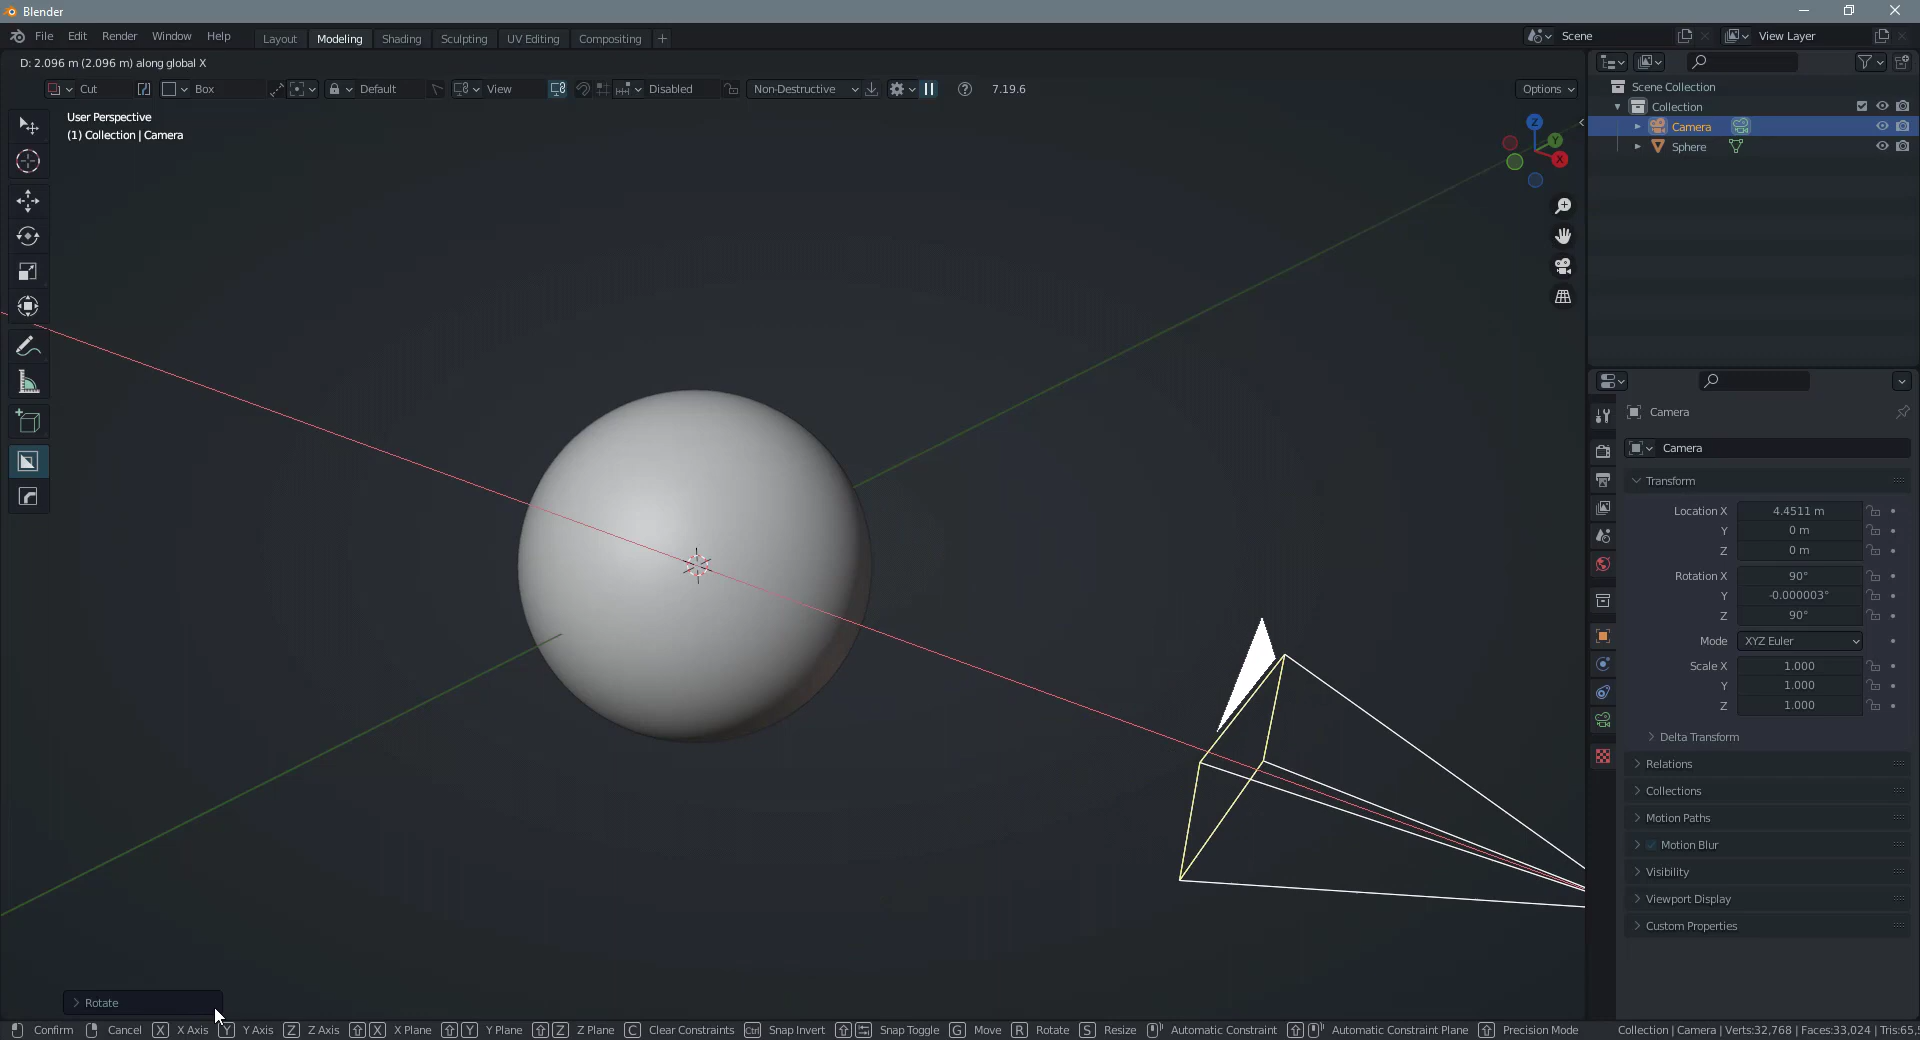 Blender
File Edit Render Window Help Layout Modeling Shading Sculpting UV Editing Compositing + Scene View Layer
D: 2.096 m (2.096 m) along global X
Cut Box Default View Disabled Non-Destructive 7.19.6 Options
User Perspective
(1) Collection | Camera
Z
Y
X
Scene Collection
Collection
Camera
Sphere
Camera
Camera
Transform
Location X 4.4511 m
Y 0 m
Z 0 m
Rotation X 90°
Y -0.000003°
Z 90°
Mode XYZ Euler
Scale X 1.000
Y 1.000
Z 1.000
Delta Transform
Relations
Collections
Motion Paths
Motion Blur
Visibility
Viewport Display
Custom Properties
Rotate
Confirm Cancel X X Axis Y Y Axis Z Z Axis X X Plane Y Y Plane Z Z Plane C Clear Constraints Ctrl Snap Invert Snap Toggle G Move R Rotate S Resize Automatic Constraint Automatic Constraint Plane Precision Mode Collection | Camera | Verts:32,768 | Faces:33,024 | Tris:65,5